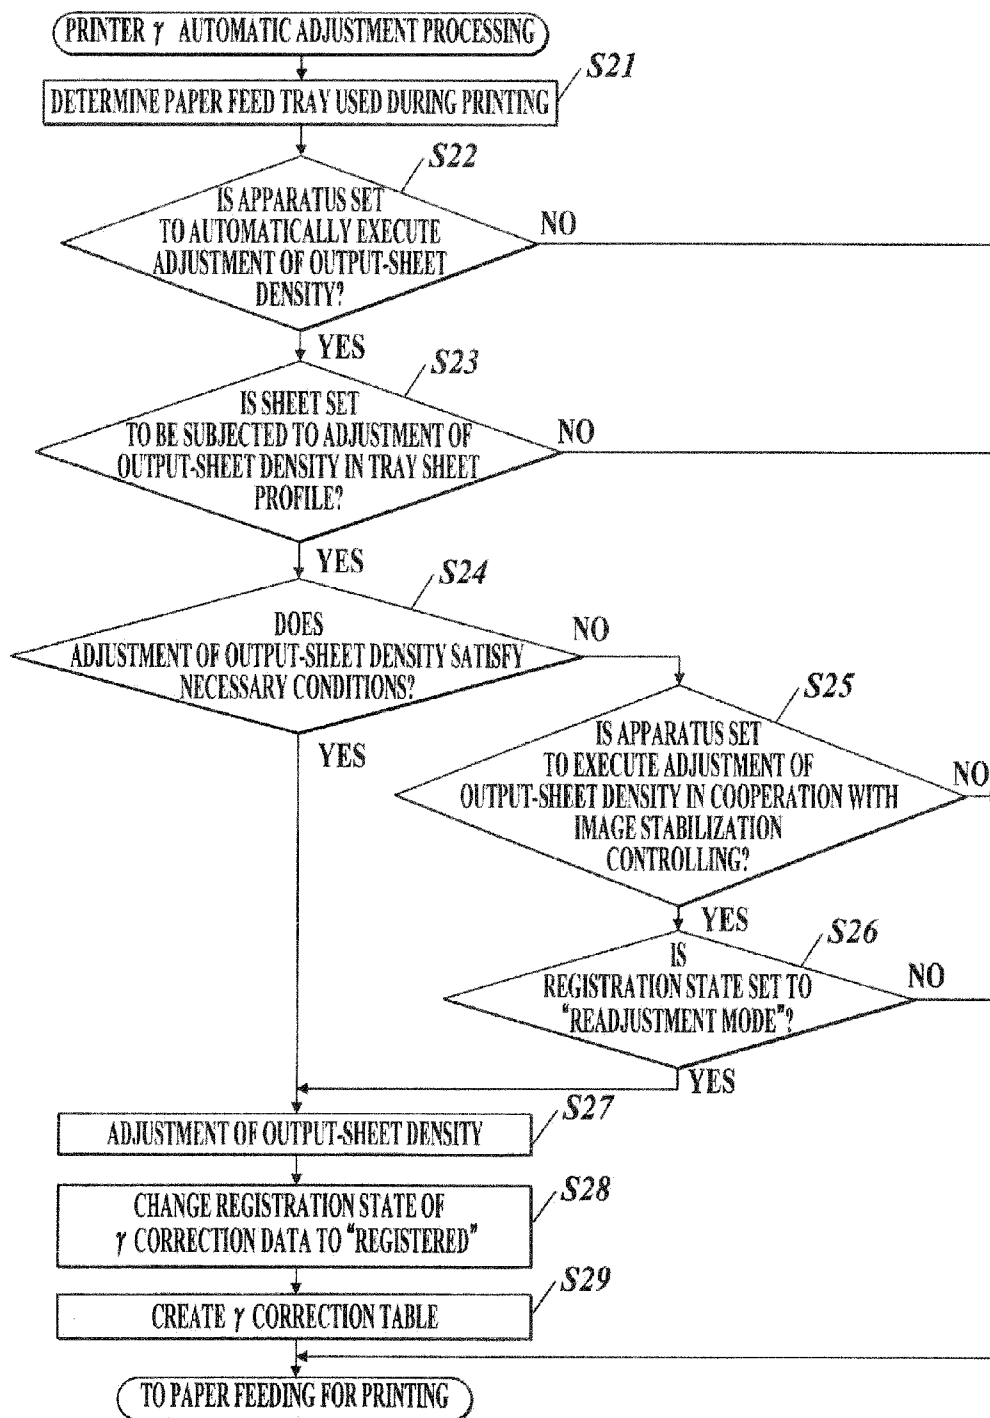 PRINTER γ AUTOMATIC ADJUSTMENT PROCESSING
S21
DETERMINE PAPER FEED TRAY USED DURING PRINTING
S22
IS APPARATUS SET
TO AUTOMATICALLY EXECUTE
ADJUSTMENT OF OUTPUT-SHEET
DENSITY?
NO
YES
S23
IS SHEET SET
TO BE SUBJECTED TO ADJUSTMENT OF
OUTPUT-SHEET DENSITY IN TRAY SHEET
PROFILE?
NO
YES
S24
DOES
ADJUSTMENT OF OUTPUT-SHEET DENSITY SATISFY
NECESSARY CONDITIONS?
NO
YES
S25
IS APPARATUS SET
TO EXECUTE ADJUSTMENT OF
OUTPUT-SHEET DENSITY IN COOPERATION WITH
IMAGE STABILIZATION
CONTROLLING?
NO
YES
S26
IS
REGISTRATION STATE SET TO
"READJUSTMENT MODE"?
NO
YES
S27
ADJUSTMENT OF OUTPUT-SHEET DENSITY
S28
CHANGE REGISTRATION STATE OF
γ CORRECTION DATA TO "REGISTERED"
S29
CREATE γ CORRECTION TABLE
TO PAPER FEEDING FOR PRINTING